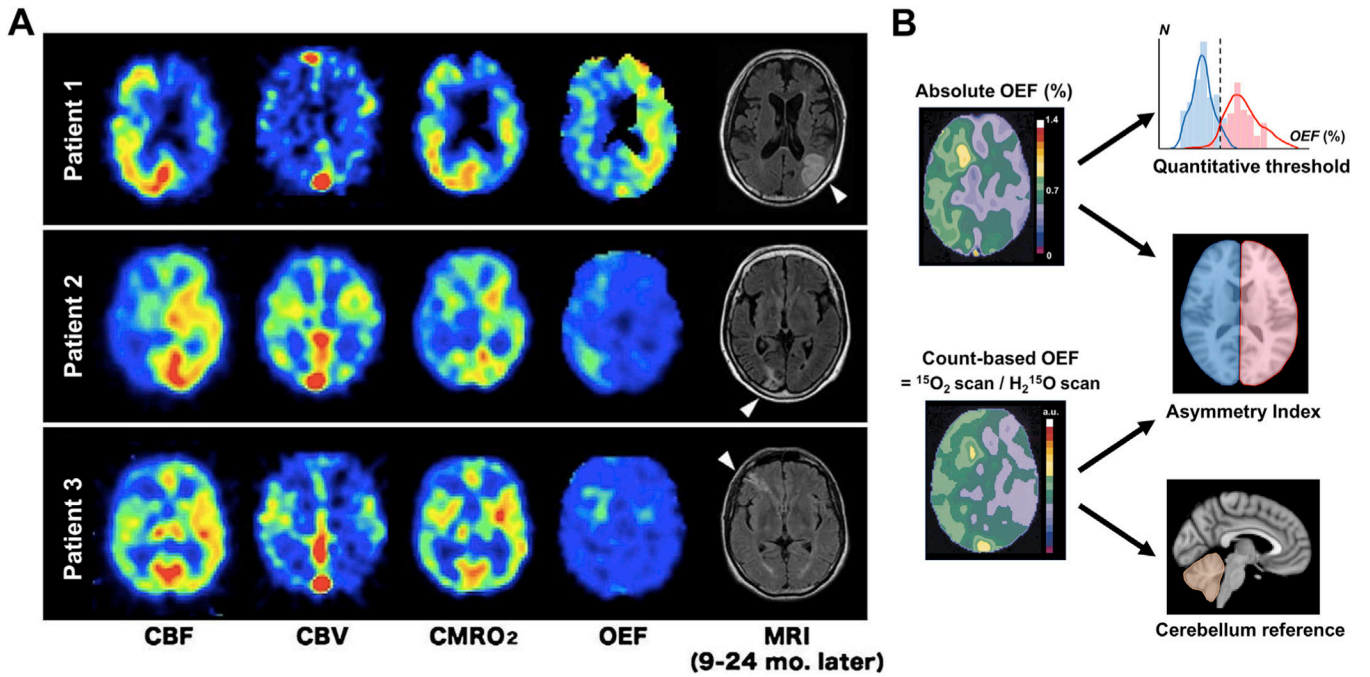 A
Patient 1
Patient 2
Patient 3
CBF
CBV
CMRO₂
OEF
MRI
(9-24 mo. later)
B
Absolute OEF (%)
1.4
0.7
0
N
OEF (%)
Quantitative threshold
Asymmetry Index
Count-based OEF
= ¹⁵O₂ scan / H₂¹⁵O scan
a.u.
Cerebellum reference